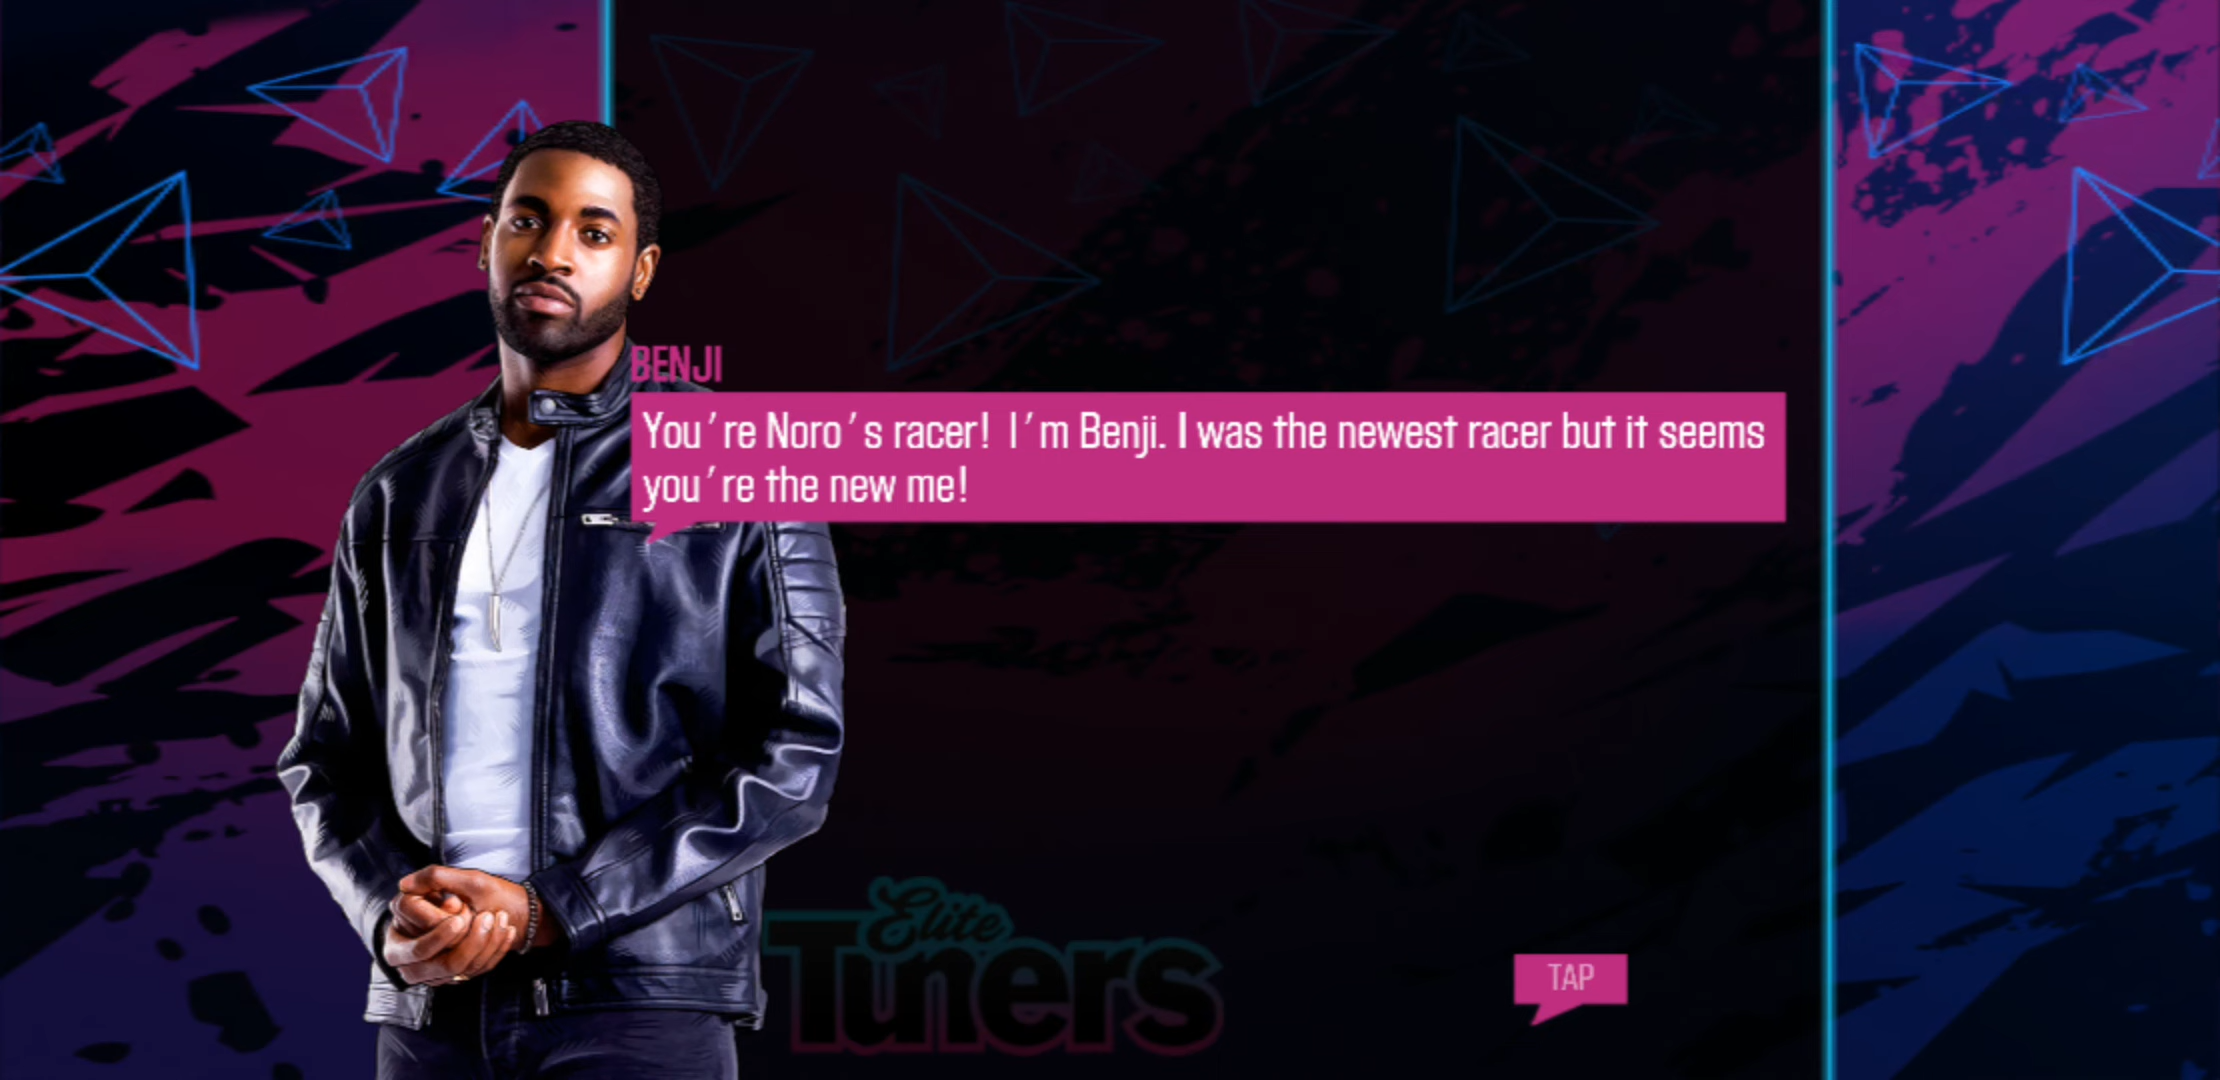 BENJI
You're Noro's racer! I'm Benji. I was the newest racer but it seems
you're the new me!
Elite
Tuners
TAP